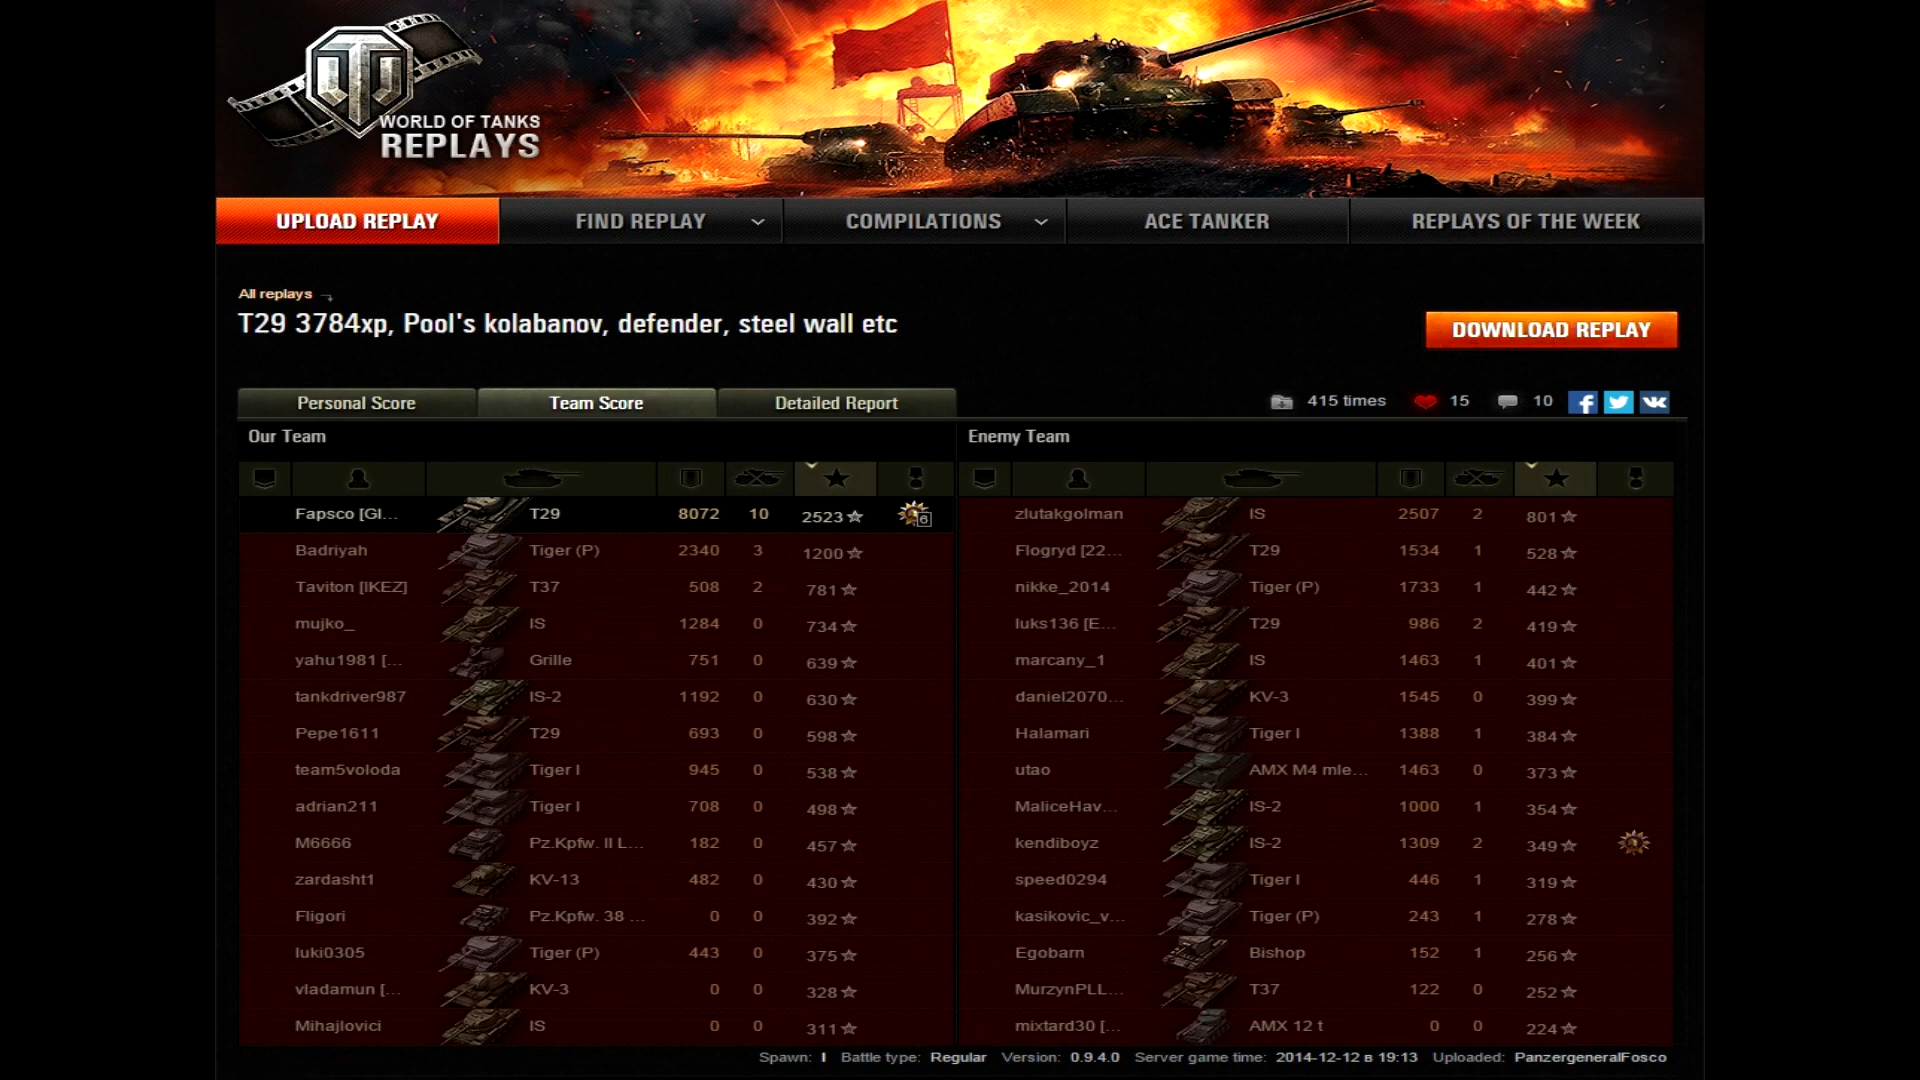 WORLD OF TANKS
REPLAYS
UPLOAD REPLAY FIND REPLAY COMPILATIONS ACE TANKER REPLAYS OF THE WEEK
All replays
T29 3784xp, Pool's kolabanov, defender, steel wall etc
DOWNLOAD REPLAY
Personal Score Team Score Detailed Report 415 times 15 10
Our Team Enemy Team
Fapsco [GI... T29 8072 10 2523 6 zlutakgolman IS 2507 2 801
Badriyah Tiger (P) 2340 3 1200 Flogryd [22... T29 1534 1 528
Taviton [IKEZ] T37 508 2 781 nikke_2014 Tiger (P) 1733 1 442
mujko_ IS 1284 0 734 luks136 [E... T29 986 2 419
yahu1981 [... Grille 751 0 639 marcany_1 IS 1463 1 401
tankdriver987 IS-2 1192 0 630 daniel2070... KV-3 1545 0 399
Pepe1611 T29 693 0 598 Halamari Tiger I 1388 1 384
team5voloda Tiger I 945 0 538 utao AMX M4 mle... 1463 0 373
adrian211 Tiger I 708 0 498 MaliceHav... IS-2 1000 1 354
M6666 Pz.Kpfw. II L... 182 0 457 kendiboyz IS-2 1309 2 349
zardasht1 KV-13 482 0 430 speed0294 Tiger I 446 1 319
Fligori Pz.Kpfw. 38 ... 0 0 392 kasikovic_v... Tiger (P) 243 1 278
luki0305 Tiger (P) 443 0 375 Egobarn Bishop 152 1 256
vladamun [... KV-3 0 0 328 MurzynPLL... T37 122 0 252
Mihajlovici IS 0 0 311 mixtard30 [... AMX 12 t 0 0 224
Spawn: I Battle type: Regular Version: 0.9.4.0 Server game time: 2014-12-12 в 19:13 Uploaded: PanzergeneralFosco